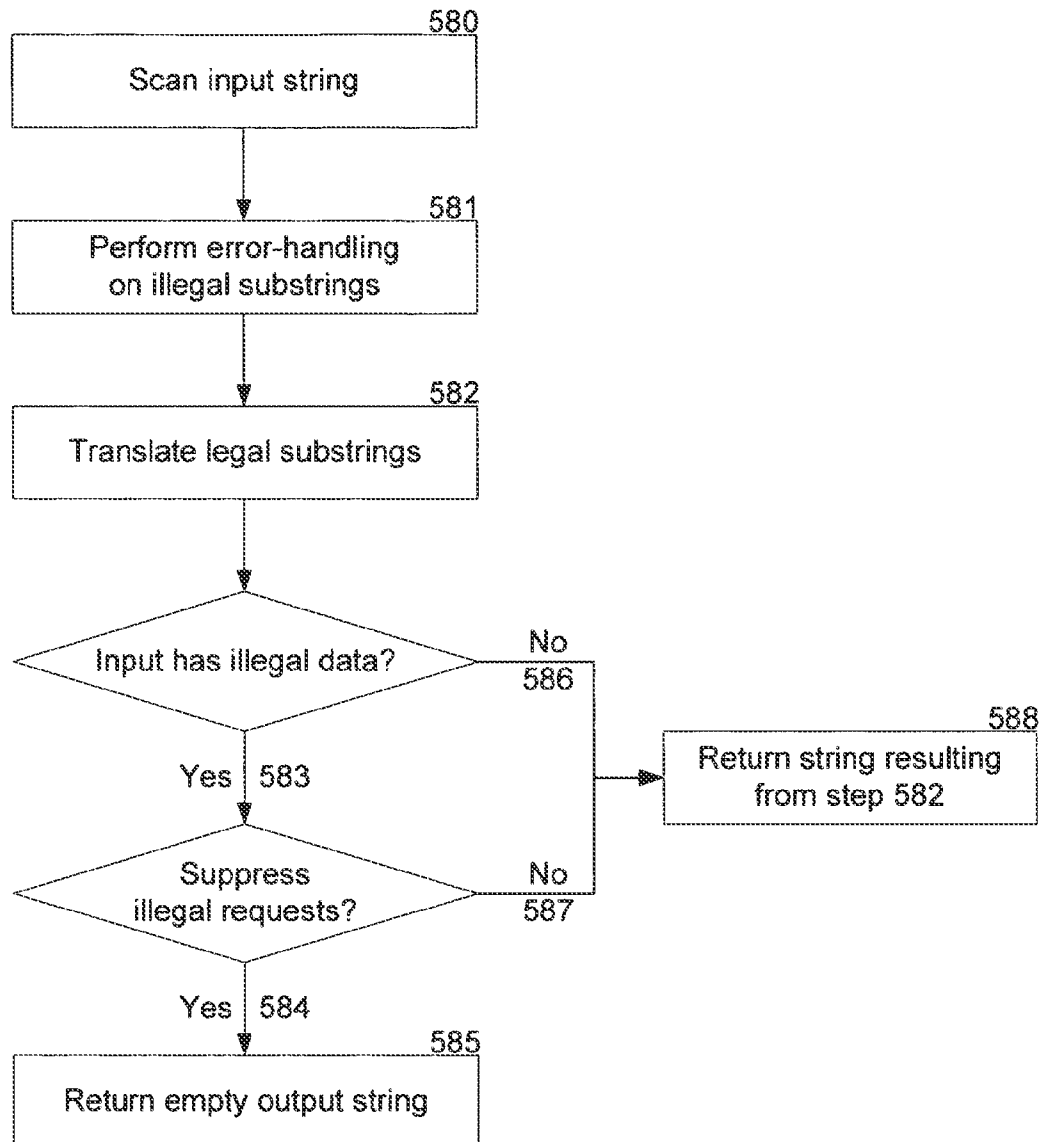 580
Scan input string
581
Perform error-handling
on illegal substrings
582
Translate legal substrings
Input has illegal data?
No
586
588
Return string resulting
from step 582
Yes 583
Suppress
illegal requests?
No
587
Yes 584
585
Return empty output string